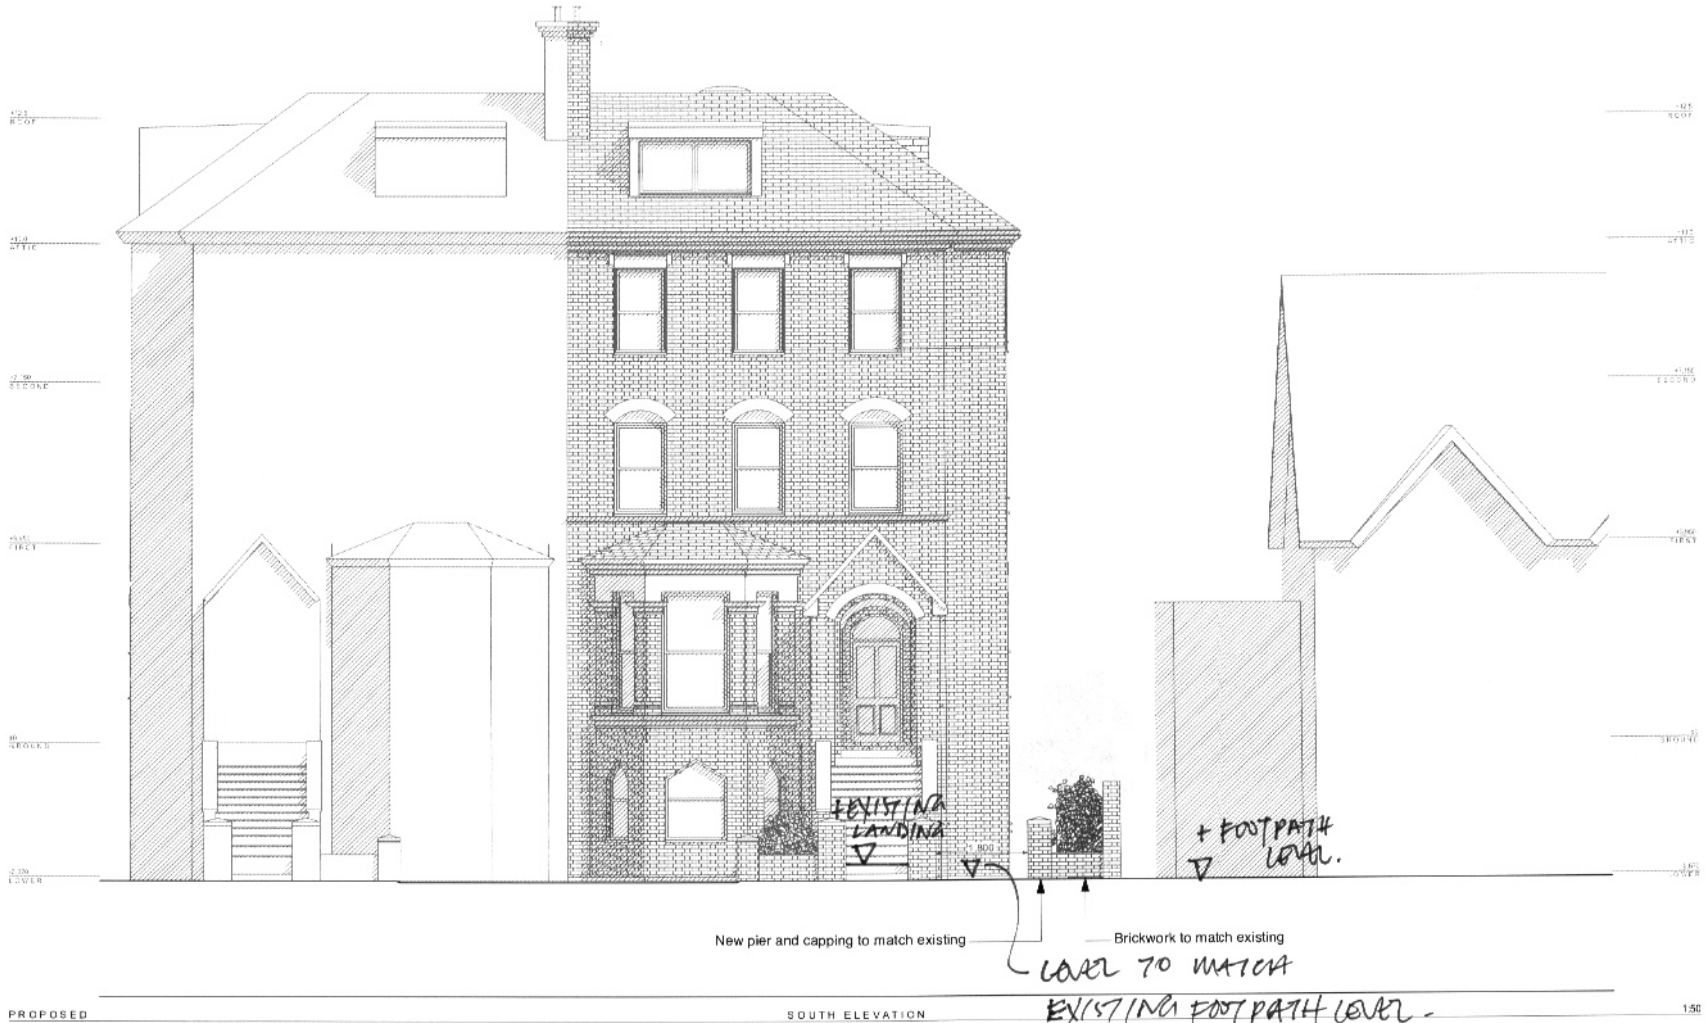 ROOF
ROOF
ATTIC
ATTIC
SECOND
SECOND
FIRST
FIRST
GROUND
GROUND
+EXISTING
LANDING
1,800
+ FOOTPATH
LEVEL.
LOWER
LOWER
New pier and capping to match existing
Brickwork to match existing
LEVEL TO MATCH
EXISTING FOOTPATH LEVEL -
PROPOSED
SOUTH ELEVATION
1:50